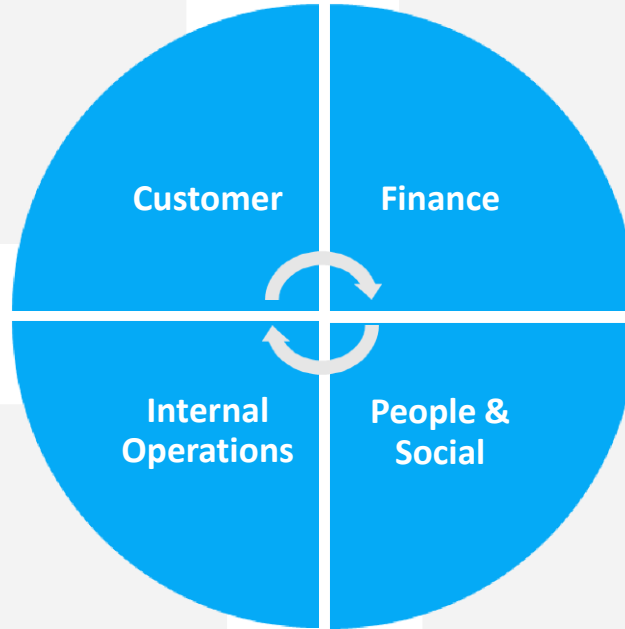 Customer
Finance
Internal
Operations
People &
Social